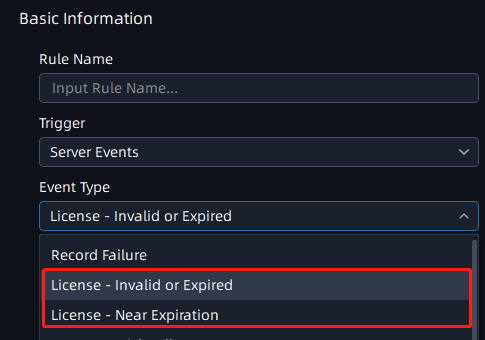 Basic Information
Rule Name
Input Rule Name...
Trigger
Server Events
Event Type
License - Invalid or Expired
Record Failure
License - Invalid or Expired
License - Near Expiration